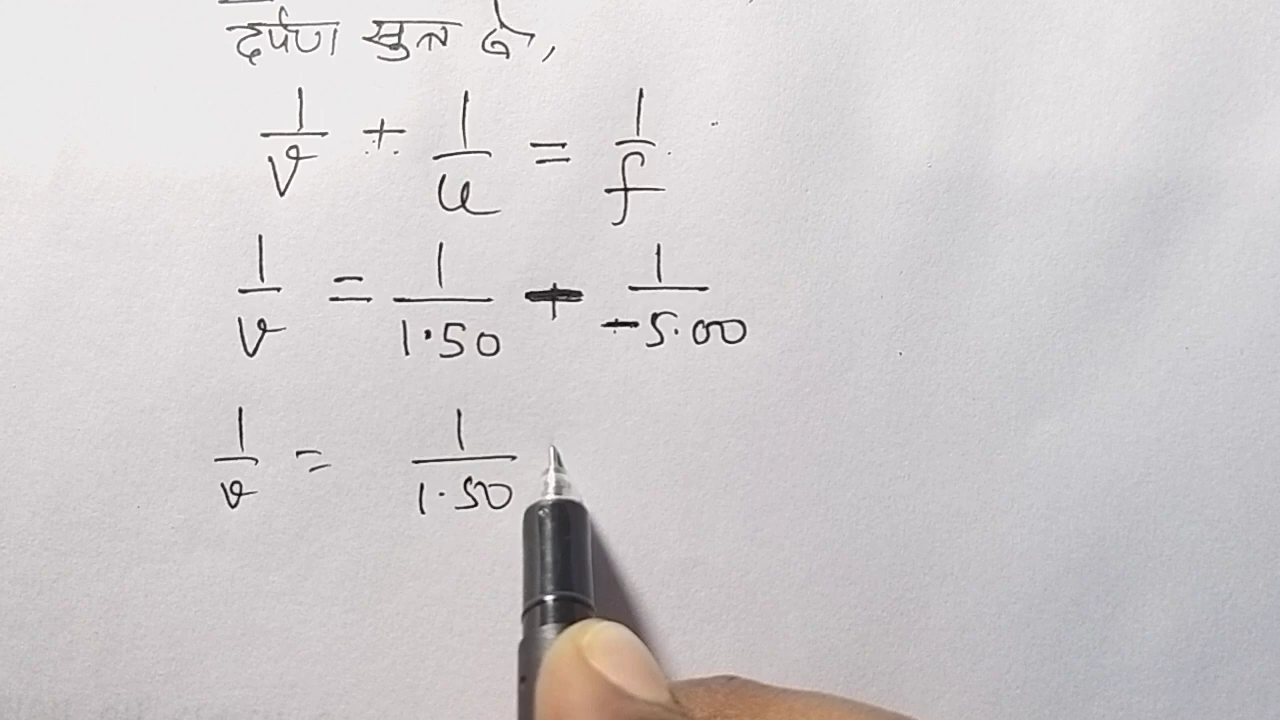 दर्पण सुत्र से,
1/v + 1/u = 1/f
1/v = 1/1.50 - 1/-5.00
1/v = 1/1.50